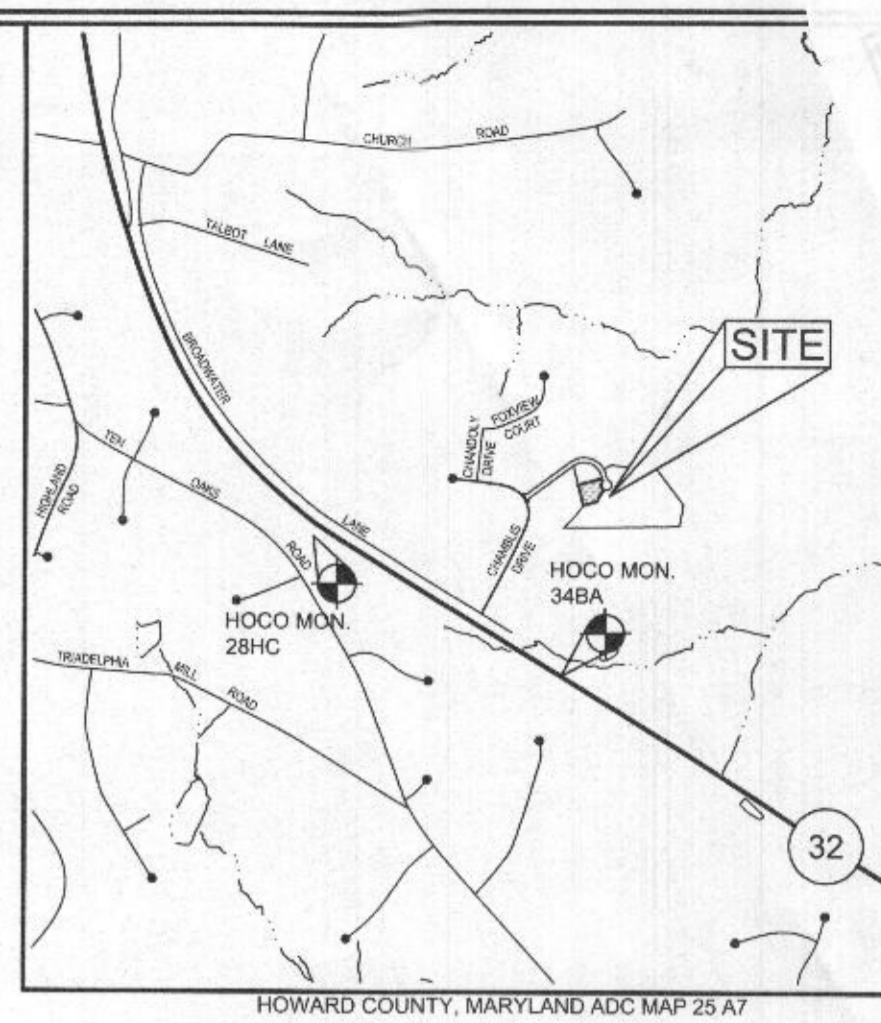 CHURCH ROAD
TALBOT LANE
SITE
BROADWATER
LANE
CHANDOLY
DRIVE
FOXVIEW
COURT
HIGHLAND
ROAD
TEN
OAKS
ROAD
CHAMBLIS
DRIVE
HOCO MON.
34BA
HOCO MON.
28HC
TRIADELPHIA
MILL
ROAD
32
HOWARD COUNTY, MARYLAND ADC MAP 25 A7